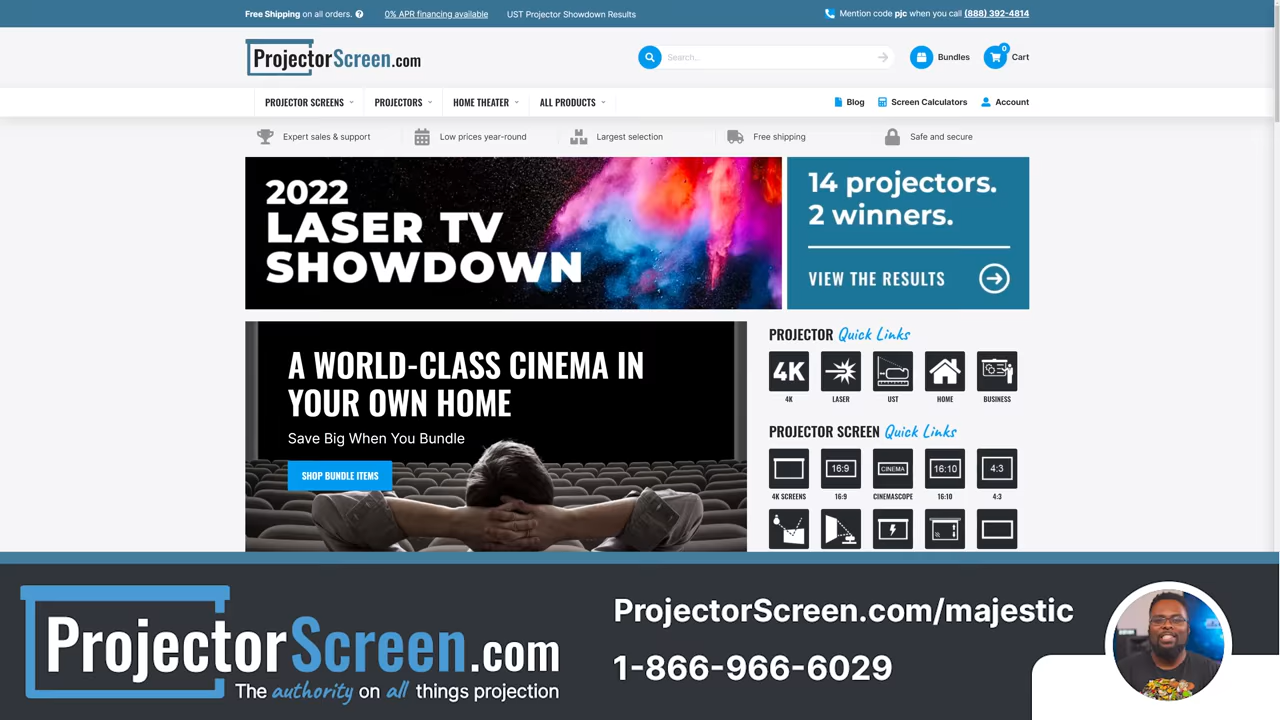 Free Shipping on all orders. ?
0% APR financing available
UST Projector Showdown Results
Mention code pjc when you call (888) 392-4814
ProjectorScreen.com
Search...
Bundles
0
Cart
PROJECTOR SCREENS
PROJECTORS
HOME THEATER
ALL PRODUCTS
Blog
Screen Calculators
Account
Expert sales & support
Low prices year-round
Largest selection
Free shipping
Safe and secure
2022
LASER TV
SHOWDOWN
14 projectors.
2 winners.
VIEW THE RESULTS
A WORLD-CLASS CINEMA IN
YOUR OWN HOME
Save Big When You Bundle
SHOP BUNDLE ITEMS
PROJECTOR Quick Links
4K
4K
LASER
UST
HOME
BUSINESS
PROJECTOR SCREEN Quick Links
16:9
CINEMA
16:10
4:3
4K SCREENS
16:9
CINEMASCOPE
16:10
4:3
ProjectorScreen.com
The authority on all things projection
ProjectorScreen.com/majestic
1-866-966-6029